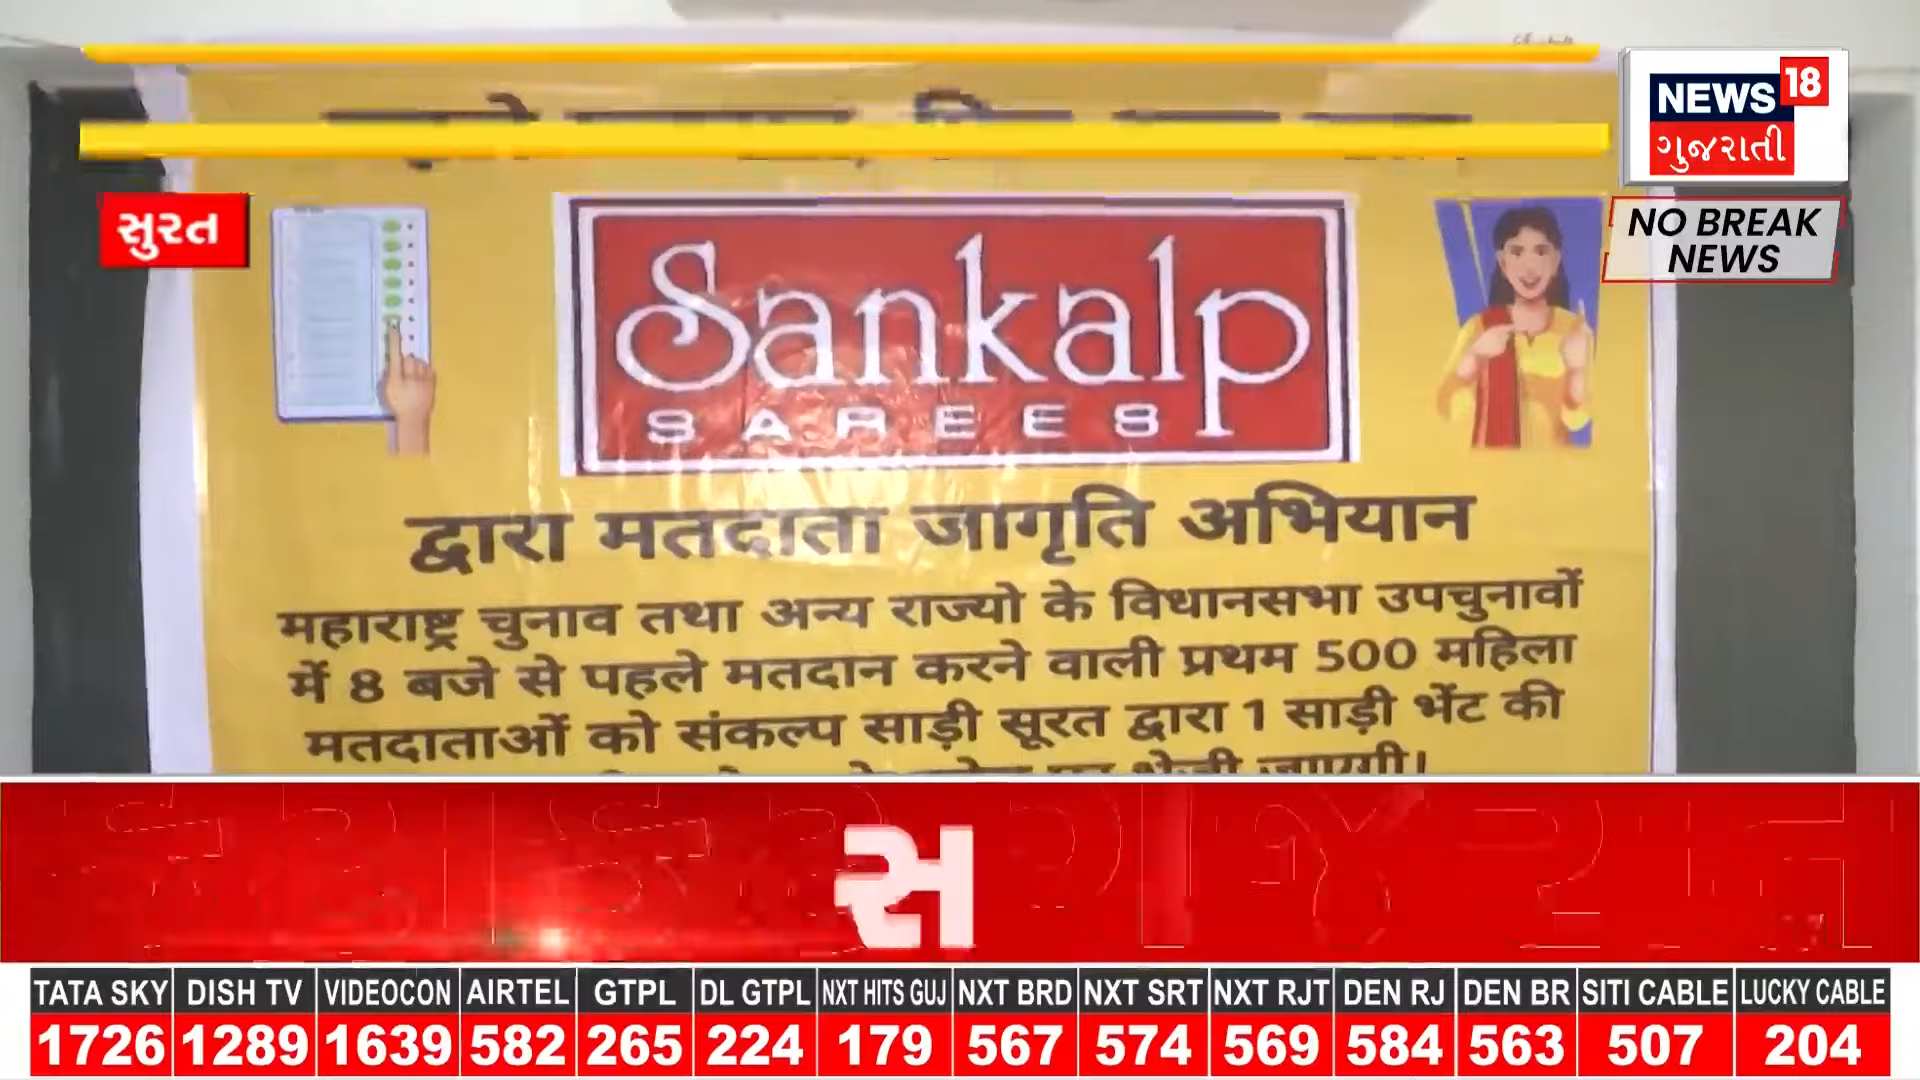 NEWS 18
ગુજરાતી
NO BREAK
NEWS
સુરત
Sankalp
SAREES
द्वारा मतदाता जागृति अभियान
महाराष्ट्र चुनाव तथा अन्य राज्यो के विधानसभा उपचुनावों
में 8 बजे से पहले मतदान करने वाली प्रथम 500 महिला
मतदाताओं को संकल्प साड़ी सूरत द्वारा 1 साड़ी भेंट की
भेजी जाएगी।
સ
TATA SKY DISH TV VIDEOCON AIRTEL GTPL DL GTPL NXT HITS GUJ NXT BRD NXT SRT NXT RJT DEN RJ DEN BR SITI CABLE LUCKY CABLE
1726 1289 1639 582 265 224 179 567 574 569 584 563 507 204